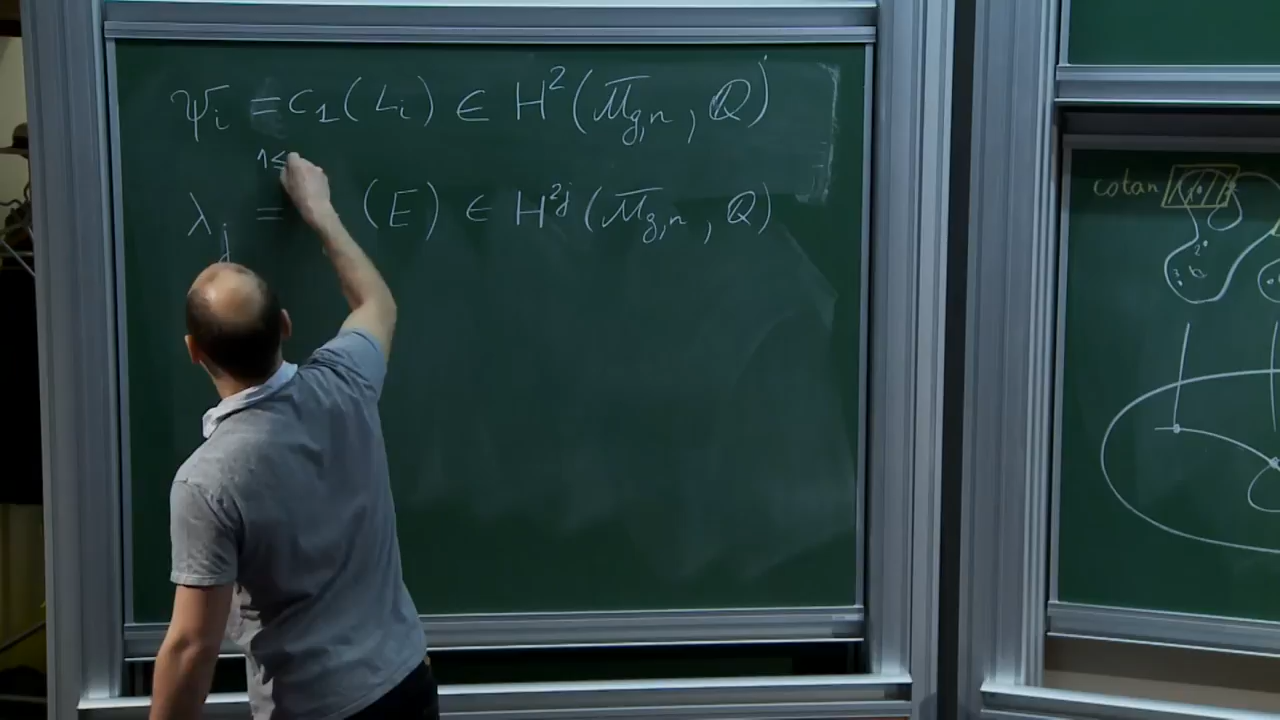 ψ_i = c_1(L_i) ∈ H^2(M̄_{g,n}, Q)
1≤
λ_j = (E) ∈ H^{2j}(M̄_{g,n}, Q)
cotan